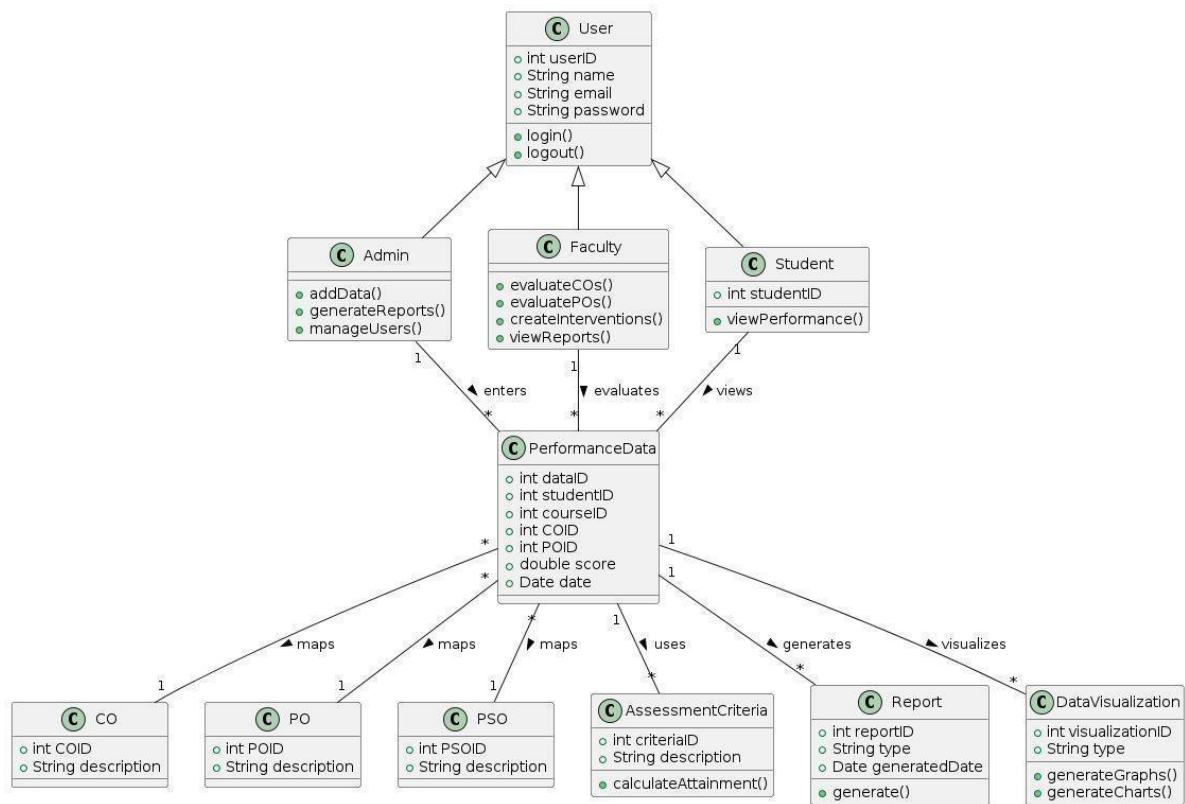 C User
int userID
String name
String email
String password
login()
logout()
C Admin
addData()
generateReports()
manageUsers()
C Faculty
evaluateCOs()
evaluatePOs()
createInterventions()
viewReports()
C Student
int studentID
viewPerformance()
1
enters
*
1
evaluates
*
1
views
*
C PerformanceData
int dataID
int studentID
int courseID
int COID
int POID
double score
Date date
*
maps
1
*
maps
1
*
maps
1
1
uses
*
1
generates
*
1
visualizes
*
C CO
int COID
String description
C PO
int POID
String description
C PSO
int PSOID
String description
C AssessmentCriteria
int criteriaID
String description
calculateAttainment()
C Report
int reportID
String type
Date generatedDate
generate()
C DataVisualization
int visualizationID
String type
generateGraphs()
generateCharts()